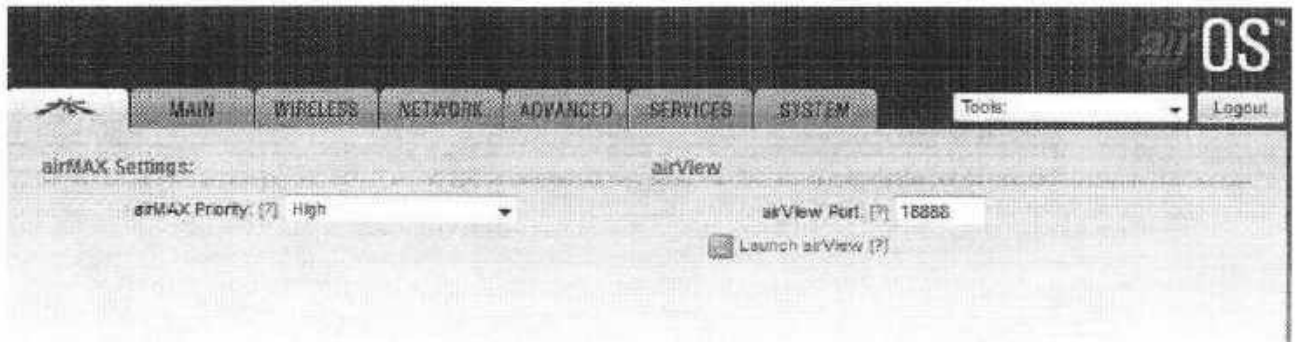 airOS™
MAIN WIRELESS NETWORK ADVANCED SERVICES SYSTEM Tools: Logout
airMAX Settings: airView
airMAX Priority: [?] High airView Port: [?] 18888
Launch airView [?]